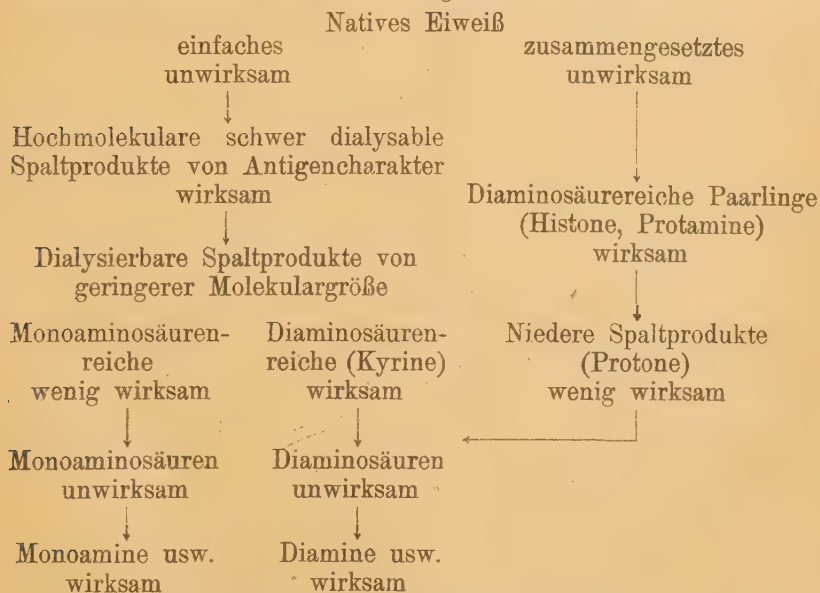 Natives Eiweiß
einfaches
unwirksam
zusammengesetztes
unwirksam
Hochmolekulare schwer dialysable
Spaltprodukte von Antigencharakter
wirksam
Diaminosäurereiche Paarlinge
(Histone, Protamine)
wirksam
Dialysierbare Spaltprodukte von
geringerer Molekulargröße
Monoaminosäuren-
reiche
wenig wirksam
Diaminosäuren-
reiche (Kyrine)
wirksam
Niedere Spaltprodukte
(Protone)
wenig wirksam
Monoaminosäuren
unwirksam
Diaminosäuren
unwirksam
Monoamine usw.
wirksam
Diamine usw.
wirksam